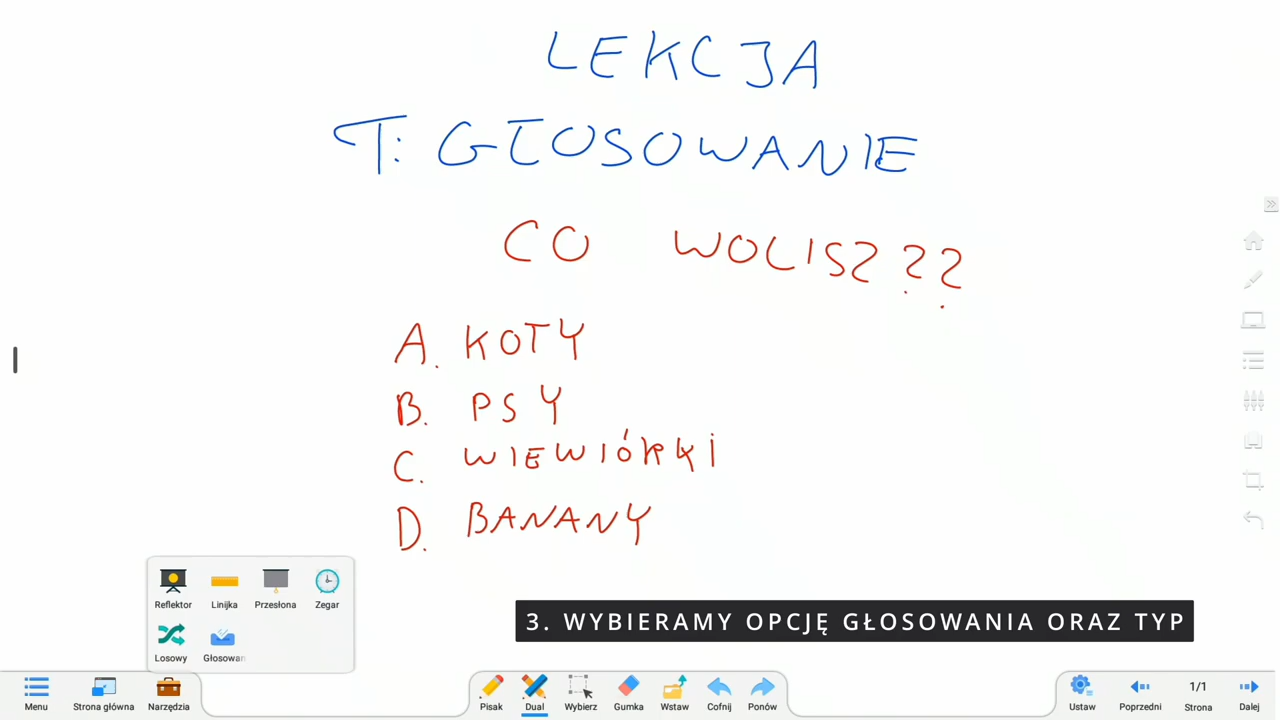 LEKCJA
T: GŁOSOWANIE
CO WOLISZ??
A. KOTY
B. PSY
C. WIEWIÓRKI
D. BANANY
Reflektor Linijka Przesłona Zegar
Losowy Głosowan
3. WYBIERAMY OPCJĘ GŁOSOWANIA ORAZ TYP
Menu Strona główna Narzędzia Pisak Dual Wybierz Gumka Wstaw Cofnij Ponów Ustaw Poprzedni 1/1 Strona Dalej